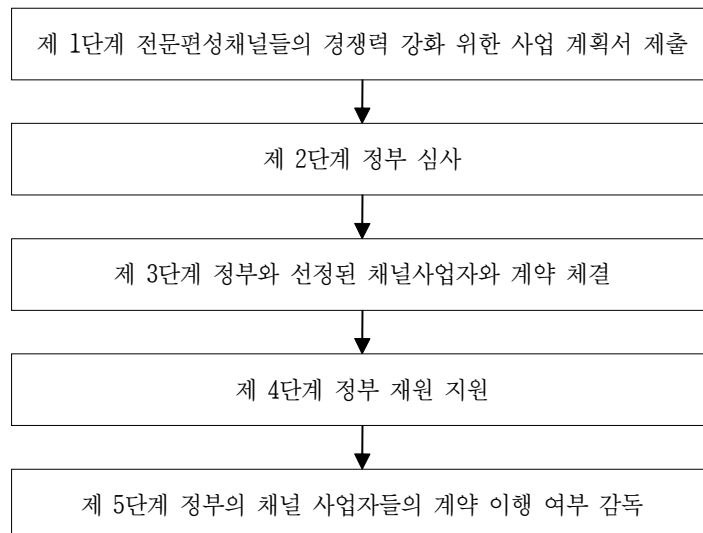 제 1단계 전문편성채널들의 경쟁력 강화 위한 사업 계획서 제출
제 2단계 정부 심사
제 3단계 정부와 선정된 채널사업자와 계약 체결
제 4단계 정부 재원 지원
제 5단계 정부의 채널 사업자들의 계약 이행 여부 감독